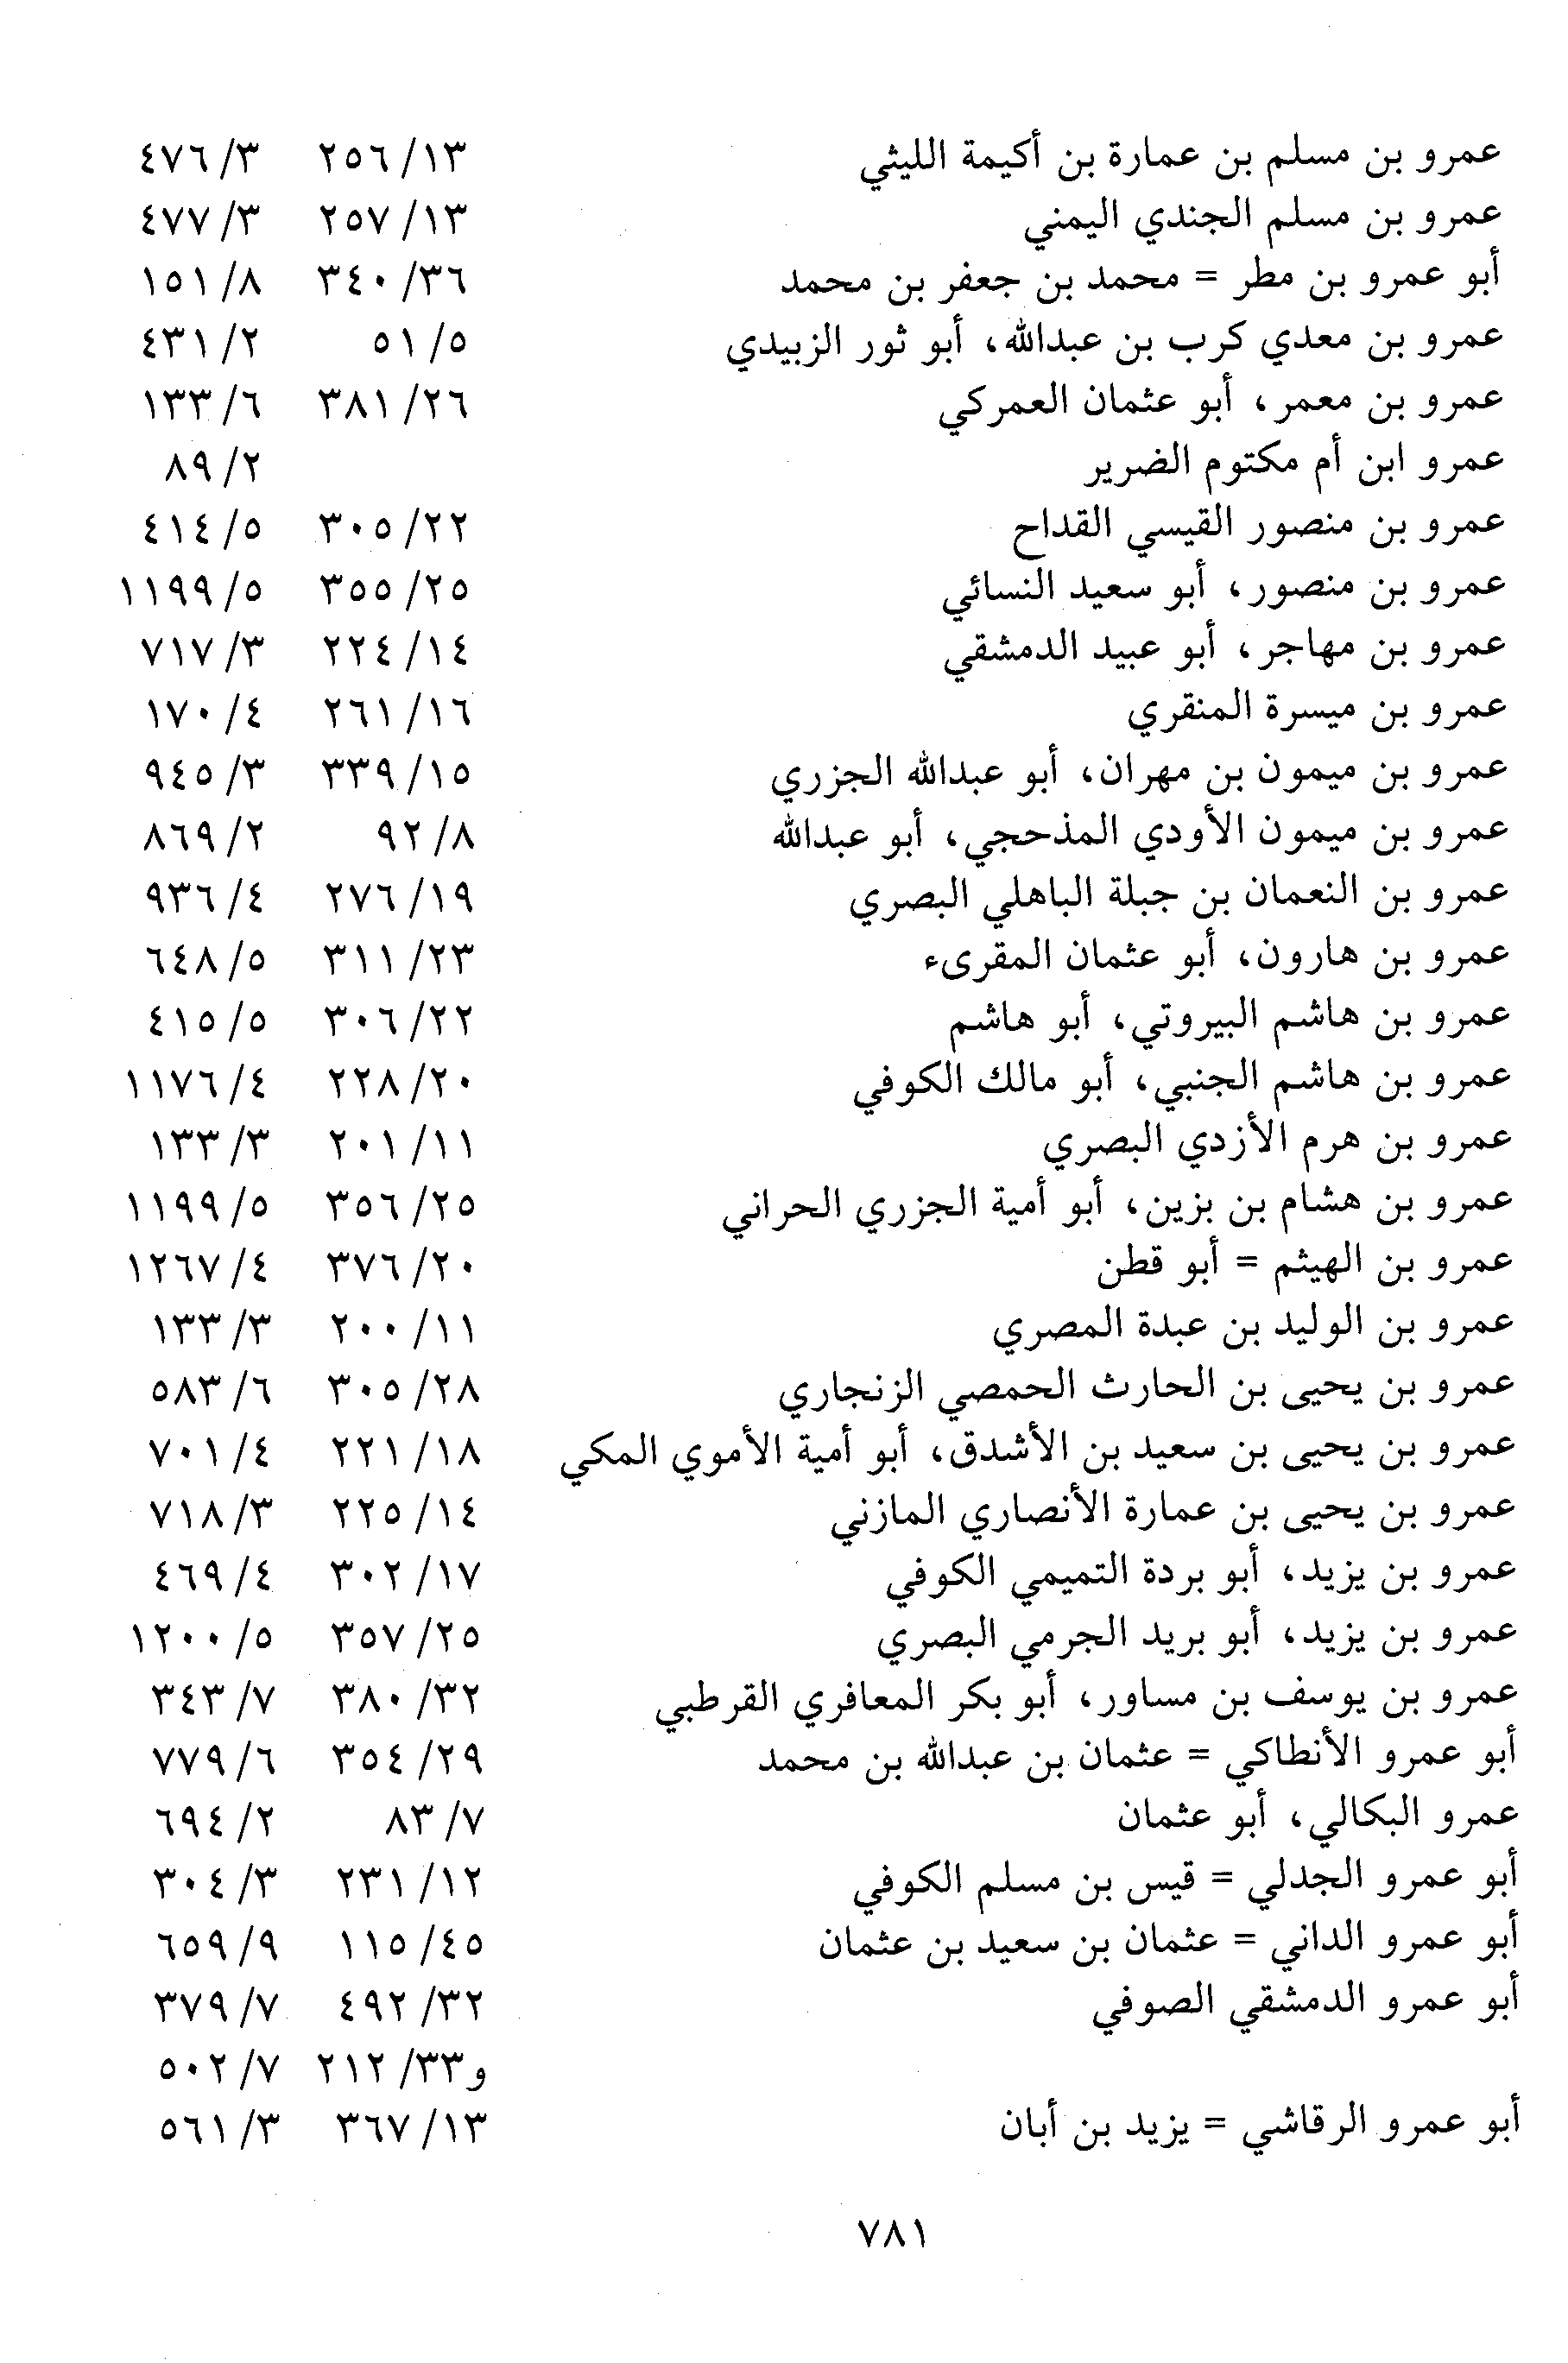 عمرو بن مسلم بن عمارة بن أكيمة الليثي ١٣/ ٢٥٦ ٣/ ٤٧٦
عمرو بن مسلم الجندي اليمني ١٣/ ٢٥٧ ٣/ ٤٧٧
أبو عمرو بن مطر = محمد بن جعفر بن محمد ٣٦/ ٣٤٠ ٨/ ١٥١
عمرو بن معدي كرب بن عبدالله، أبو ثور الزبيدي ٥/ ٥١ ٢/ ٤٣١
عمرو بن معمر، أبو عثمان العمركي ٢٦/ ٣٨١ ٦/ ١٣٣
عمرو ابن أم مكتوم الضرير ٢/ ٨٩
عمرو بن منصور القيسي القداح ٢٢/ ٣٠٥ ٥/ ٤١٤
عمرو بن منصور، أبو سعيد النسائي ٢٥/ ٣٥٥ ٥/ ١١٩٩
عمرو بن مهاجر، أبو عبيد الدمشقي ١٤/ ٢٢٤ ٣/ ٧١٧
عمرو بن ميسرة المنقري ١٦/ ٢٦١ ٤/ ١٧٠
عمرو بن ميمون بن مهران، أبو عبدالله الجزري ١٥/ ٣٣٩ ٣/ ٩٤٥
عمرو بن ميمون الأودي المذحجي، أبو عبدالله ٨/ ٩٢ ٢/ ٨٦٩
عمرو بن النعمان بن جبلة الباهلي البصري ١٩/ ٢٧٦ ٤/ ٩٣٦
عمرو بن هارون، أبو عثمان المقرىء ٢٣/ ٣١١ ٥/ ٦٤٨
عمرو بن هاشم البيروتي، أبو هاشم ٢٢/ ٣٠٦ ٥/ ٤١٥
عمرو بن هاشم الجنبي، أبو مالك الكوفي ٢٠/ ٢٢٨ ٤/ ١١٧٦
عمرو بن هرم الأزدي البصري ١١/ ٢٠١ ٣/ ١٣٣
عمرو بن هشام بن بزين، أبو أمية الجزري الحراني ٢٥/ ٣٥٦ ٥/ ١١٩٩
عمرو بن الهيثم = أبو قطن ٢٠/ ٣٧٦ ٤/ ١٢٦٧
عمرو بن الوليد بن عبدة المصري ١١/ ٢٠٠ ٣/ ١٣٣
عمرو بن يحيى بن الحارث الحمصي الزنجاري ٢٨/ ٣٠٥ ٦/ ٥٨٣
عمرو بن يحيى بن سعيد بن الأشدق، أبو أمية الأموي المكي ١٨/ ٢٢١ ٤/ ٧٠١
عمرو بن يحيى بن عمارة الأنصاري المازني ١٤/ ٢٢٥ ٣/ ٧١٨
عمرو بن يزيد، أبو بردة التميمي الكوفي ١٧/ ٣٠٢ ٤/ ٤٦٩
عمرو بن يزيد، أبو بريد الجرمي البصري ٢٥/ ٣٥٧ ٥/ ١٢٠٠
عمرو بن يوسف بن مساور، أبو بكر المعافري القرطبي ٣٢/ ٣٨٠ ٧/ ٣٤٣
أبو عمرو الأنطاكي = عثمان بن عبدالله بن محمد ٢٩/ ٣٥٤ ٦/ ٧٧٩
عمرو البكالي، أبو عثمان ٧/ ٨٣ ٢/ ٦٩٤
أبو عمرو الجدلي = قيس بن مسلم الكوفي ١٢/ ٢٣١ ٣/ ٣٠٤
أبو عمرو الداني = عثمان بن سعيد بن عثمان ٤٥/ ١١٥ ٩/ ٦٥٩
أبو عمرو الدمشقي الصوفي ٣٢/ ٤٩٢ ٧/ ٣٧٩
و٣٣/ ٢١٢ ٧/ ٥٠٢
أبو عمرو الرقاشي = يزيد بن أبان ١٣/ ٣٦٧ ٣/ ٥٦١
٧٨١